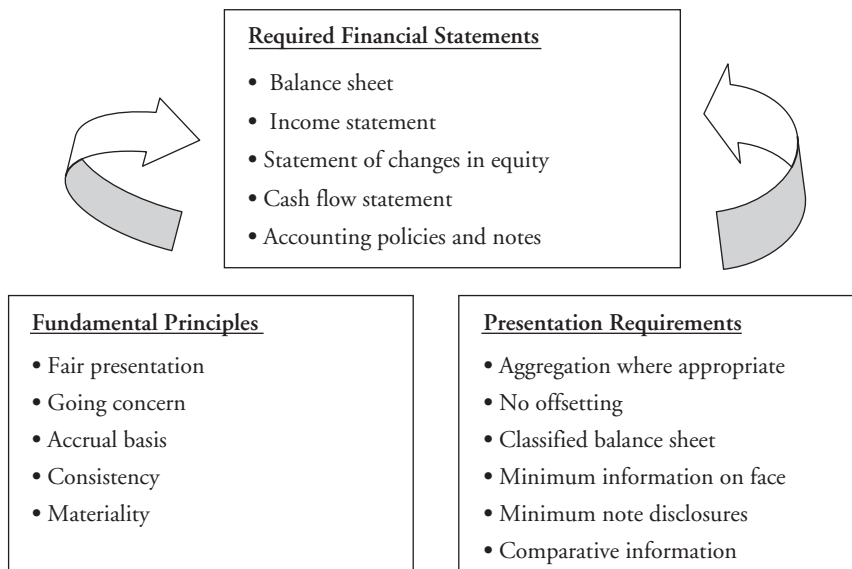 Required Financial Statements
• Balance sheet
• Income statement
• Statement of changes in equity
• Cash flow statement
• Accounting policies and notes
Fundamental Principles
• Fair presentation
• Going concern
• Accrual basis
• Consistency
• Materiality
Presentation Requirements
• Aggregation where appropriate
• No offsetting
• Classified balance sheet
• Minimum information on face
• Minimum note disclosures
• Comparative information